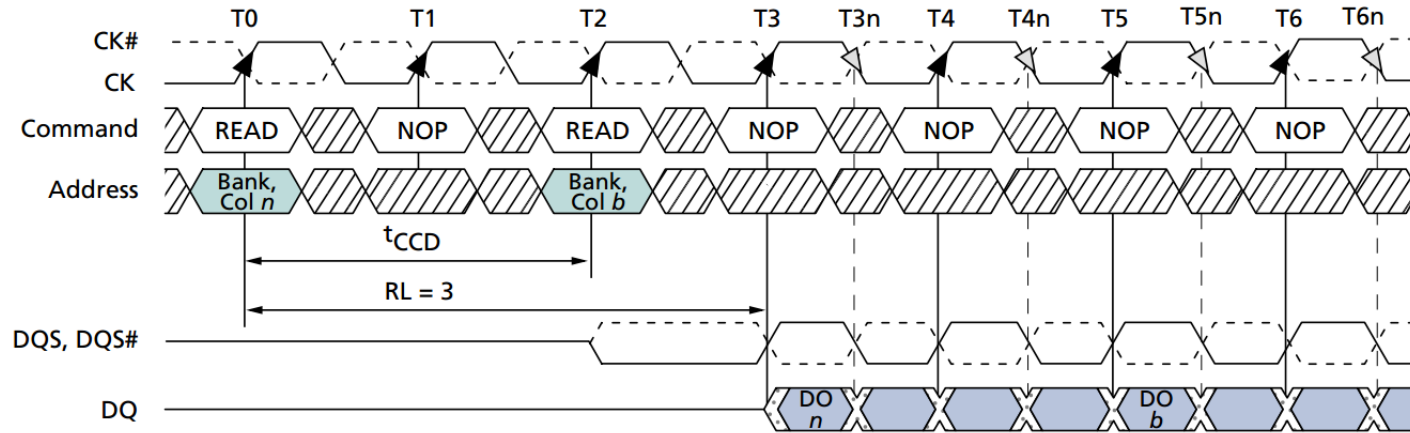 T0 T1 T2 T3 T3n T4 T4n T5 T5n T6 T6n
CK#
CK
Command READ NOP READ NOP NOP NOP NOP
Address Bank, Col n Bank, Col b
tCCD
RL = 3
DQS, DQS#
DQ DO n DO b